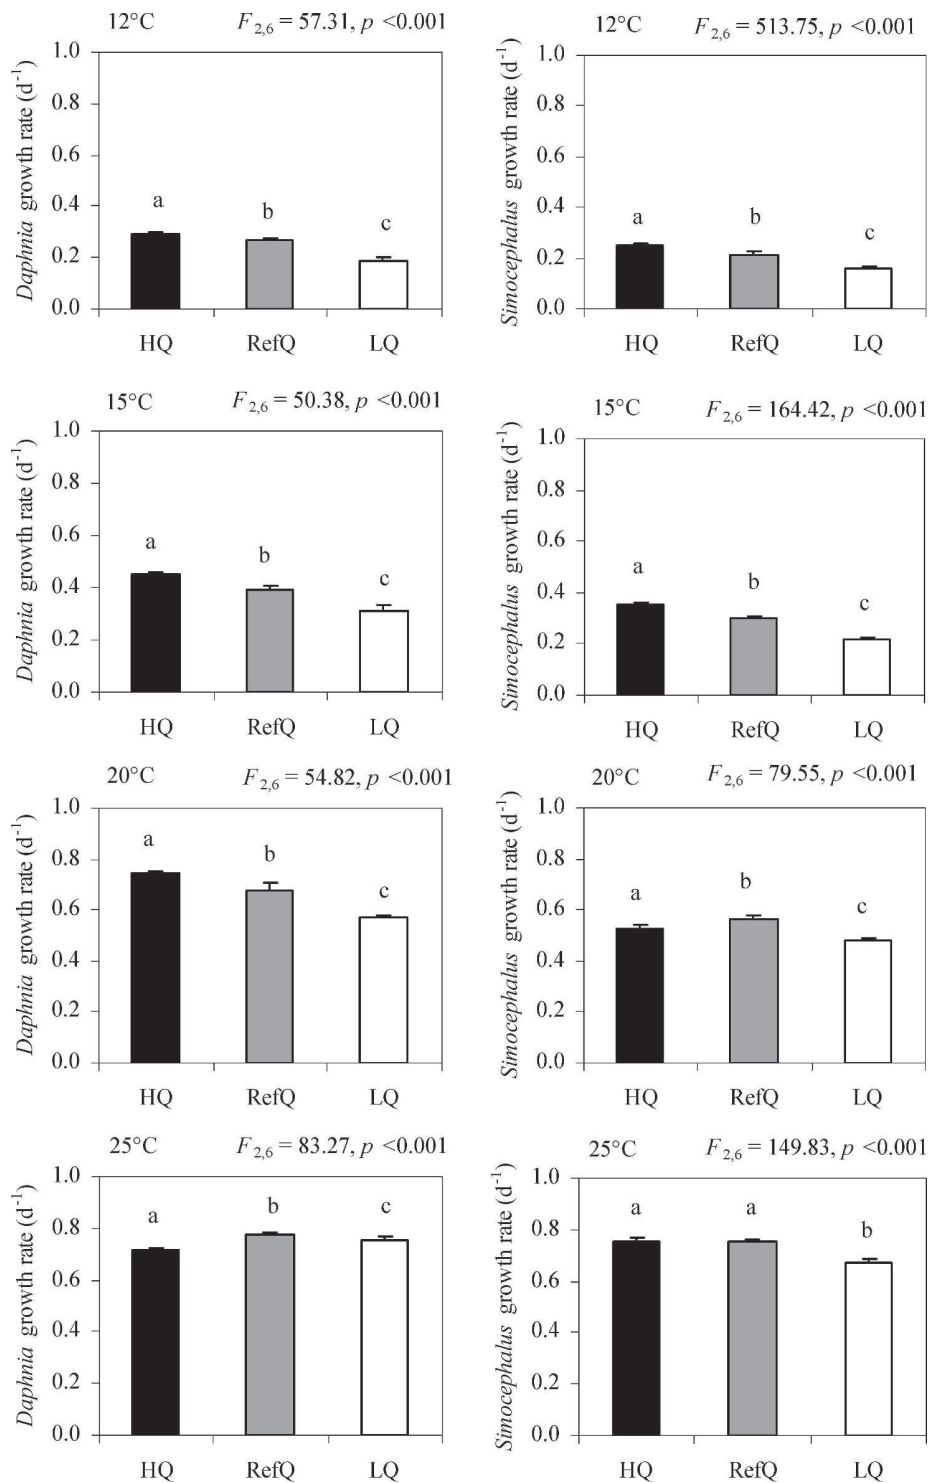 12°C F2,6 = 57.31, p <0.001
Daphnia growth rate (d-1)
1.0
0.8
0.6
0.4
0.2
0.0
a
b
c
HQ RefQ LQ
12°C F2,6 = 513.75, p <0.001
Simocephalus growth rate (d-1)
1.0
0.8
0.6
0.4
0.2
0.0
a
b
c
HQ RefQ LQ
15°C F2,6 = 50.38, p <0.001
Daphnia growth rate (d-1)
1.0
0.8
0.6
0.4
0.2
0.0
a
b
c
HQ RefQ LQ
15°C F2,6 = 164.42, p <0.001
Simocephalus growth rate (d-1)
1.0
0.8
0.6
0.4
0.2
0.0
a
b
c
HQ RefQ LQ
20°C F2,6 = 54.82, p <0.001
Daphnia growth rate (d-1)
1.0
0.8
0.6
0.4
0.2
0.0
a
b
c
HQ RefQ LQ
20°C F2,6 = 79.55, p <0.001
Simocephalus growth rate (d-1)
1.0
0.8
0.6
0.4
0.2
0.0
a
b
c
HQ RefQ LQ
25°C F2,6 = 83.27, p <0.001
Daphnia growth rate (d-1)
1.0
0.8
0.6
0.4
0.2
0.0
a
b
c
HQ RefQ LQ
25°C F2,6 = 149.83, p <0.001
Simocephalus growth rate (d-1)
1.0
0.8
0.6
0.4
0.2
0.0
a
a
b
HQ RefQ LQ